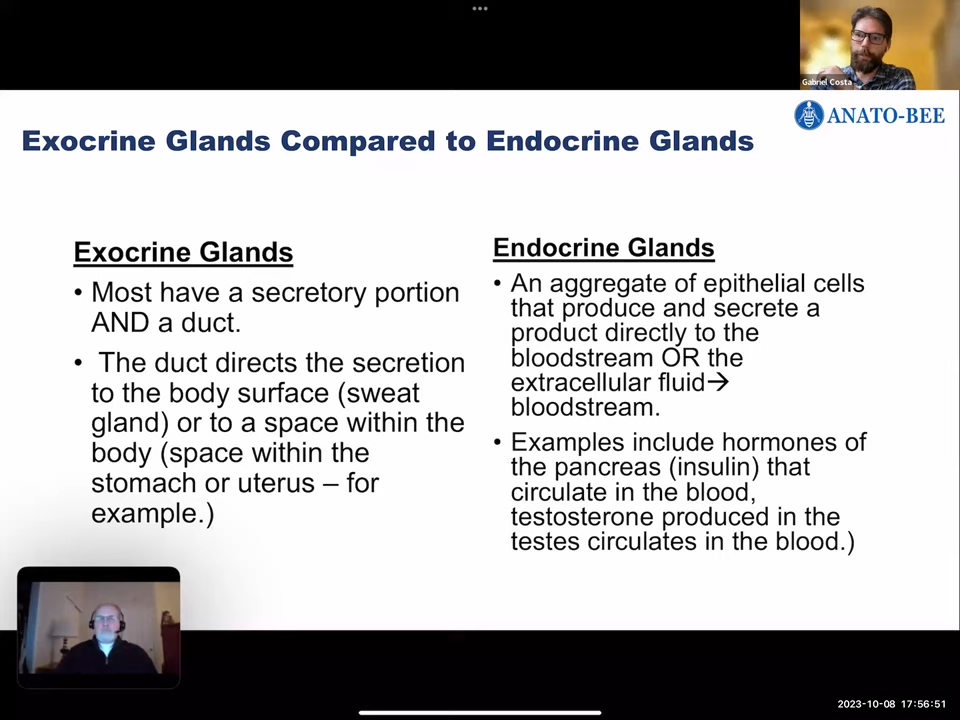 Gabriel Costa
ANATO-BEE
Exocrine Glands Compared to Endocrine Glands
Exocrine Glands
• Most have a secretory portion
AND a duct.
• The duct directs the secretion
to the body surface (sweat
gland) or to a space within the
body (space within the
stomach or uterus – for
example.)
Endocrine Glands
• An aggregate of epithelial cells
that produce and secrete a
product directly to the
bloodstream OR the
extracellular fluid→
bloodstream.
• Examples include hormones of
the pancreas (insulin) that
circulate in the blood,
testosterone produced in the
testes circulates in the blood.)
2023-10-08 17:56:51